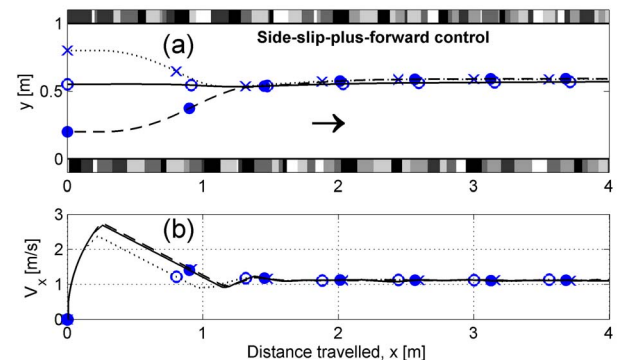 1
(a)
Side-slip-plus-forward control
y [m]
0.5
0
0 1 2 3 4
3
(b)
V_x [m/s]
2
1
0
0 1 2 3 4
Distance travelled, x [m]